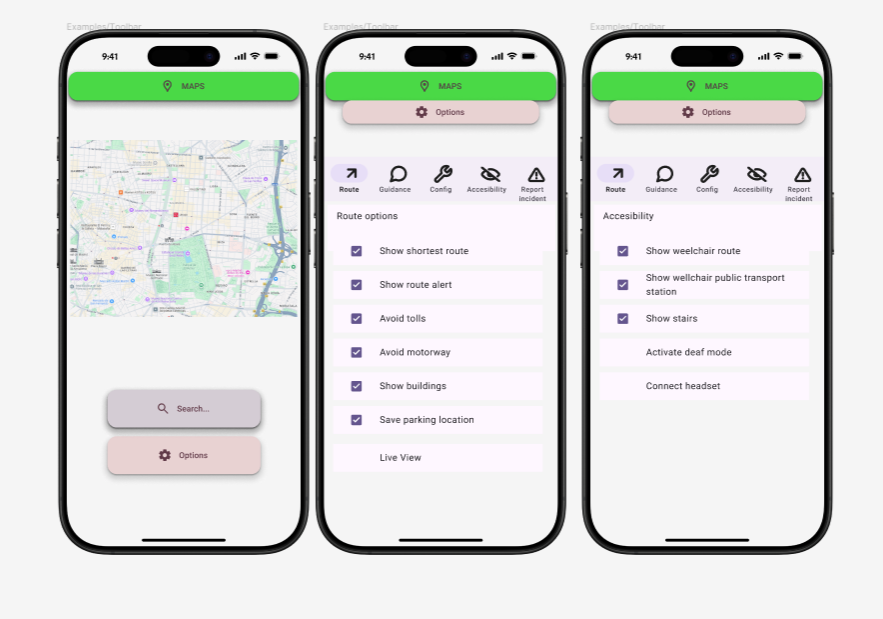 Examples/Toolbar
Examples/Toolbar
Examples/Toolbar
9:41
MAPS
Search...
Options
9:41
MAPS
Options
Route
Guidance
Config
Accesibility
Report
incident
Route options
Show shortest route
Show route alert
Avoid tolls
Avoid motorway
Show buildings
Save parking location
Live View
9:41
MAPS
Options
Route
Guidance
Config
Accesibility
Report
incident
Accesibility
Show weelchair route
Show wellchair public transport
station
Show stairs
Activate deaf mode
Connect headset